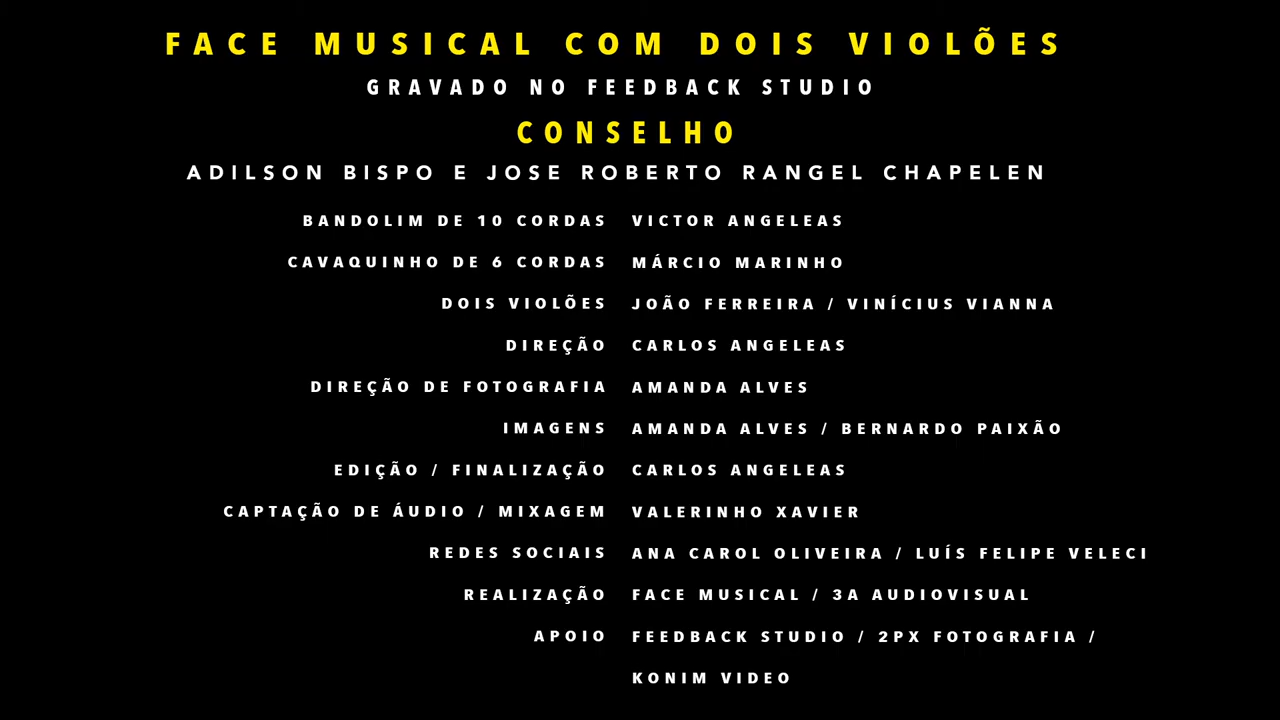 FACE MUSICAL COM DOIS VIOLÕES
GRAVADO NO FEEDBACK STUDIO
CONSELHO
ADILSON BISPO E JOSE ROBERTO RANGEL CHAPELEN
BANDOLIM DE 10 CORDAS VICTOR ANGELEAS
CAVAQUINHO DE 6 CORDAS MÁRCIO MARINHO
DOIS VIOLÕES JOÃO FERREIRA / VINÍCIUS VIANNA
DIREÇÃO CARLOS ANGELEAS
DIREÇÃO DE FOTOGRAFIA AMANDA ALVES
IMAGENS AMANDA ALVES / BERNARDO PAIXÃO
EDIÇÃO / FINALIZAÇÃO CARLOS ANGELEAS
CAPTAÇÃO DE ÁUDIO / MIXAGEM VALERINHO XAVIER
REDES SOCIAIS ANA CAROL OLIVEIRA / LUÍS FELIPE VELECI
REALIZAÇÃO FACE MUSICAL / 3A AUDIOVISUAL
APOIO FEEDBACK STUDIO / 2PX FOTOGRAFIA /
KONIM VIDEO